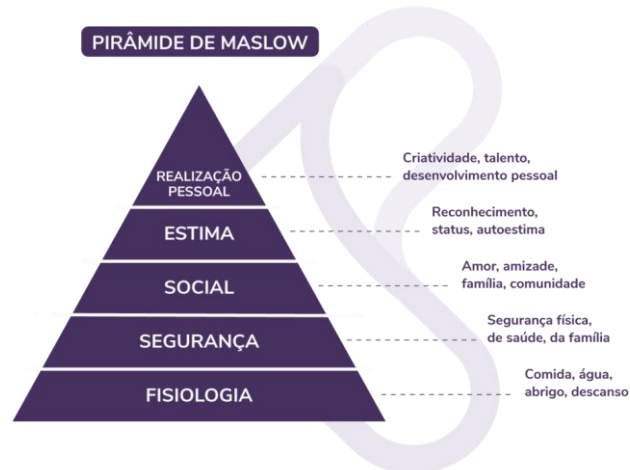 PIRÂMIDE DE MASLOW
REALIZAÇÃO
PESSOAL
Criatividade, talento,
desenvolvimento pessoal
ESTIMA
Reconhecimento,
status, autoestima
SOCIAL
Amor, amizade,
família, comunidade
SEGURANÇA
Segurança física,
de saúde, da família
FISIOLOGIA
Comida, água,
abrigo, descanso